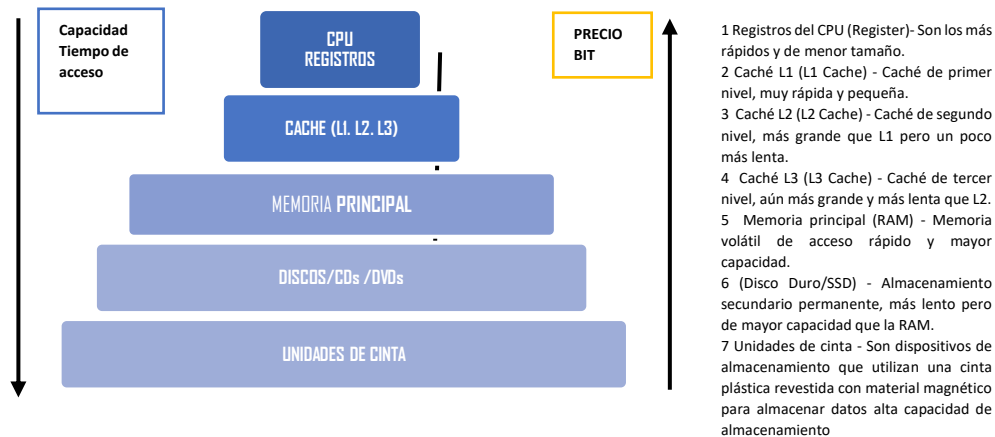 Capacidad
Tiempo de
acceso
CPU
REGISTROS
PRECIO
BIT
CACHE (L1. L2. L3)
MEMORIA PRINCIPAL
DISCOS/CDs /DVDs
UNIDADES DE CINTA
1 Registros del CPU (Register)- Son los más
rápidos y de menor tamaño.
2 Caché L1 (L1 Cache) - Caché de primer
nivel, muy rápida y pequeña.
3 Caché L2 (L2 Cache) - Caché de segundo
nivel, más grande que L1 pero un poco
más lenta.
4 Caché L3 (L3 Cache) - Caché de tercer
nivel, aún más grande y más lenta que L2.
5 Memoria principal (RAM) - Memoria
volátil de acceso rápido y mayor
capacidad.
6 (Disco Duro/SSD) - Almacenamiento
secundario permanente, más lento pero
de mayor capacidad que la RAM.
7 Unidades de cinta - Son dispositivos de
almacenamiento que utilizan una cinta
plástica revestida con material magnético
para almacenar datos alta capacidad de
almacenamiento